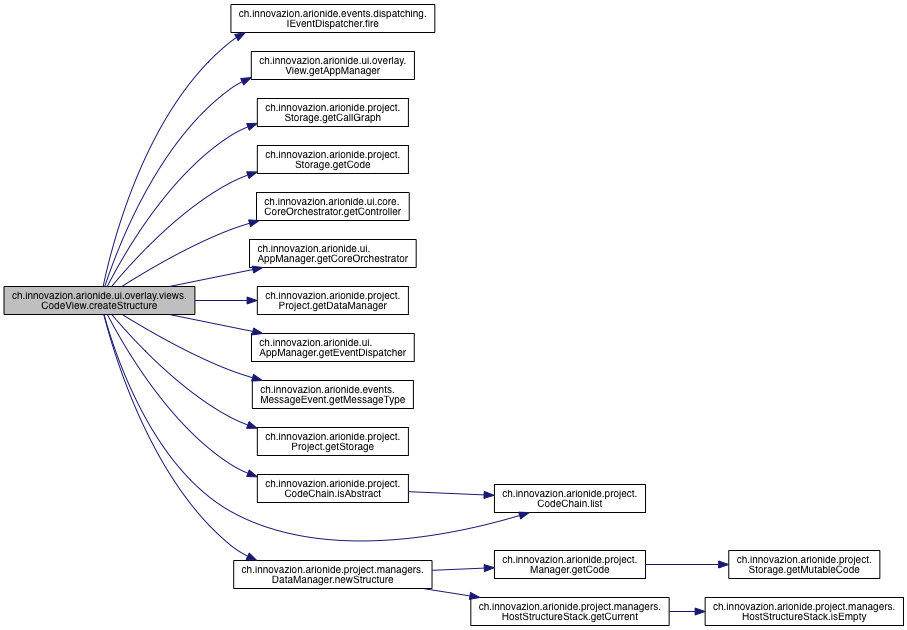 ch.innovazion.arionide.events.dispatching.
IEventDispatcher.fire
ch.innovazion.arionide.ui.overlay.
View.getAppManager
ch.innovazion.arionide.project.
Storage.getCallGraph
ch.innovazion.arionide.project.
Storage.getCode
ch.innovazion.arionide.ui.core.
CoreOrchestrator.getController
ch.innovazion.arionide.ui.
AppManager.getCoreOrchestrator
ch.innovazion.arionide.ui.overlay.views.
CodeView.createStructure
ch.innovazion.arionide.project.
Project.getDataManager
ch.innovazion.arionide.ui.
AppManager.getEventDispatcher
ch.innovazion.arionide.events.
MessageEvent.getMessageType
ch.innovazion.arionide.project.
Project.getStorage
ch.innovazion.arionide.project.
CodeChain.isAbstract
ch.innovazion.arionide.project.
CodeChain.list
ch.innovazion.arionide.project.managers.
DataManager.newStructure
ch.innovazion.arionide.project.
Manager.getCode
ch.innovazion.arionide.project.
Storage.getMutableCode
ch.innovazion.arionide.project.managers.
HostStructureStack.getCurrent
ch.innovazion.arionide.project.managers.
HostStructureStack.isEmpty